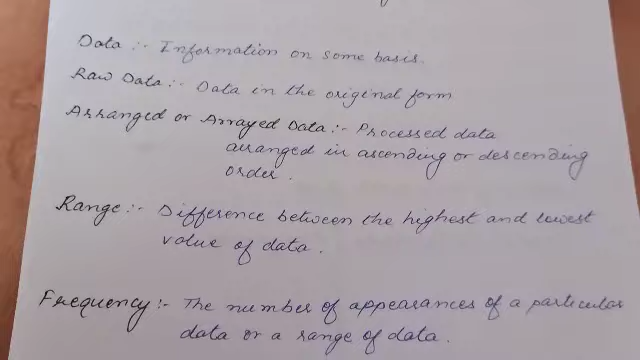 Data :- Information on some basis.
Raw Data :- Data in the original form
Arranged or Arrayed Data :- Processed data
arranged in ascending or descending
order.
Range :- Difference between the highest and lowest
value of data.
Frequency :- The number of appearances of a particular
data or a range of data.